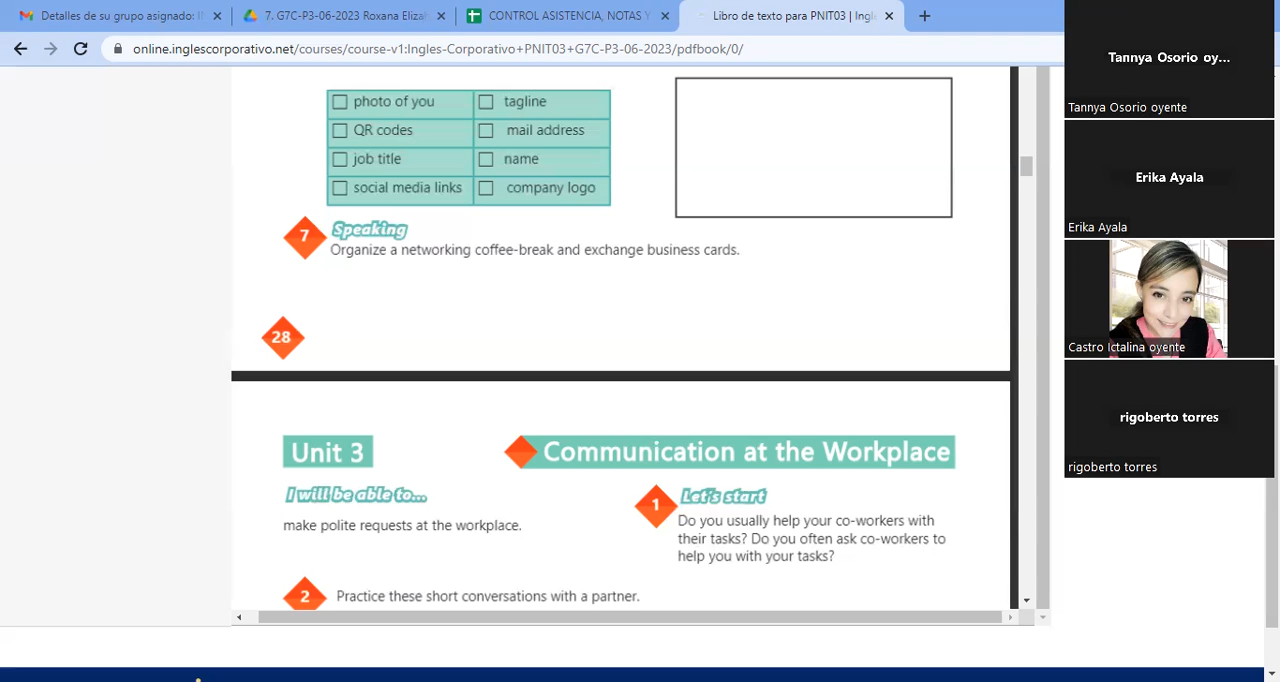 Detalles de su grupo asignado: I
7. G7C-P3-06-2023 Roxana Eliza
CONTROL ASISTENCIA, NOTAS Y
Libro de texto para PNIT03 | Ingl
online.inglescorporativo.net/courses/course-v1:Ingles-Corporativo+PNIT03+G7C-P3-06-2023/pdfbook/0/
photo of you
tagline
QR codes
mail address
job title
name
social media links
company logo
7
Speaking
Organize a networking coffee-break and exchange business cards.
28
Unit 3
Communication at the Workplace
I will be able to...
make polite requests at the workplace.
1
Let's start
Do you usually help your co-workers with
their tasks? Do you often ask co-workers to
help you with your tasks?
2
Practice these short conversations with a partner.
Tannya Osorio oy...
Tannya Osorio oyente
Erika Ayala
Erika Ayala
Castro Ictalina oyente
rigoberto torres
rigoberto torres